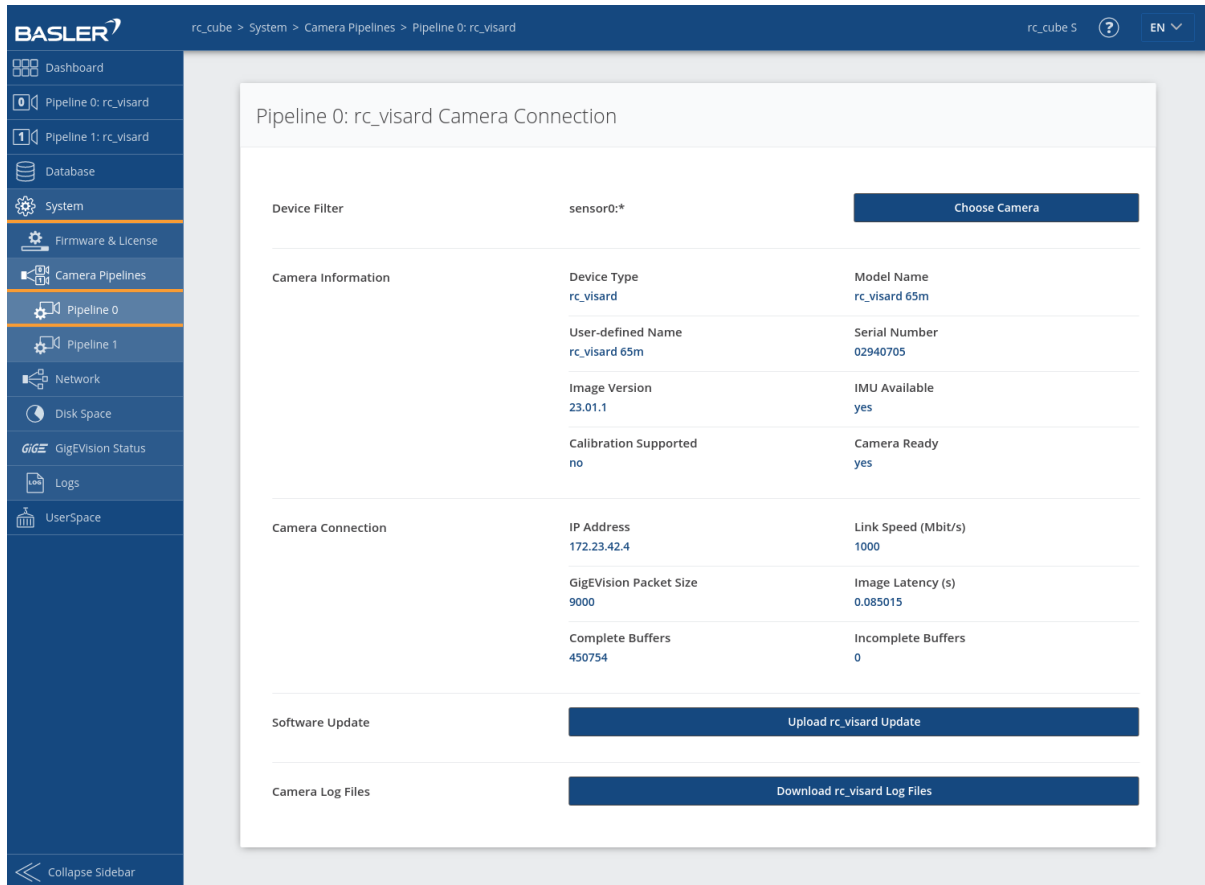 BASLER
rc_cube > System > Camera Pipelines > Pipeline 0: rc_visard
rc_cube S ? EN
Dashboard
0 Pipeline 0: rc_visard
1 Pipeline 1: rc_visard
Database
System
Firmware & License
0 1 Camera Pipelines
Pipeline 0
Pipeline 1
Network
Disk Space
GiGE GigEVision Status
LOG Logs
UserSpace
Collapse Sidebar
Pipeline 0: rc_visard Camera Connection
Device Filter sensor0:* Choose Camera
Camera Information Device Type Model Name
rc_visard rc_visard 65m
User-defined Name Serial Number
rc_visard 65m 02940705
Image Version IMU Available
23.01.1 yes
Calibration Supported Camera Ready
no yes
Camera Connection IP Address Link Speed (Mbit/s)
172.23.42.4 1000
GigEVision Packet Size Image Latency (s)
9000 0.085015
Complete Buffers Incomplete Buffers
450754 0
Software Update Upload rc_visard Update
Camera Log Files Download rc_visard Log Files